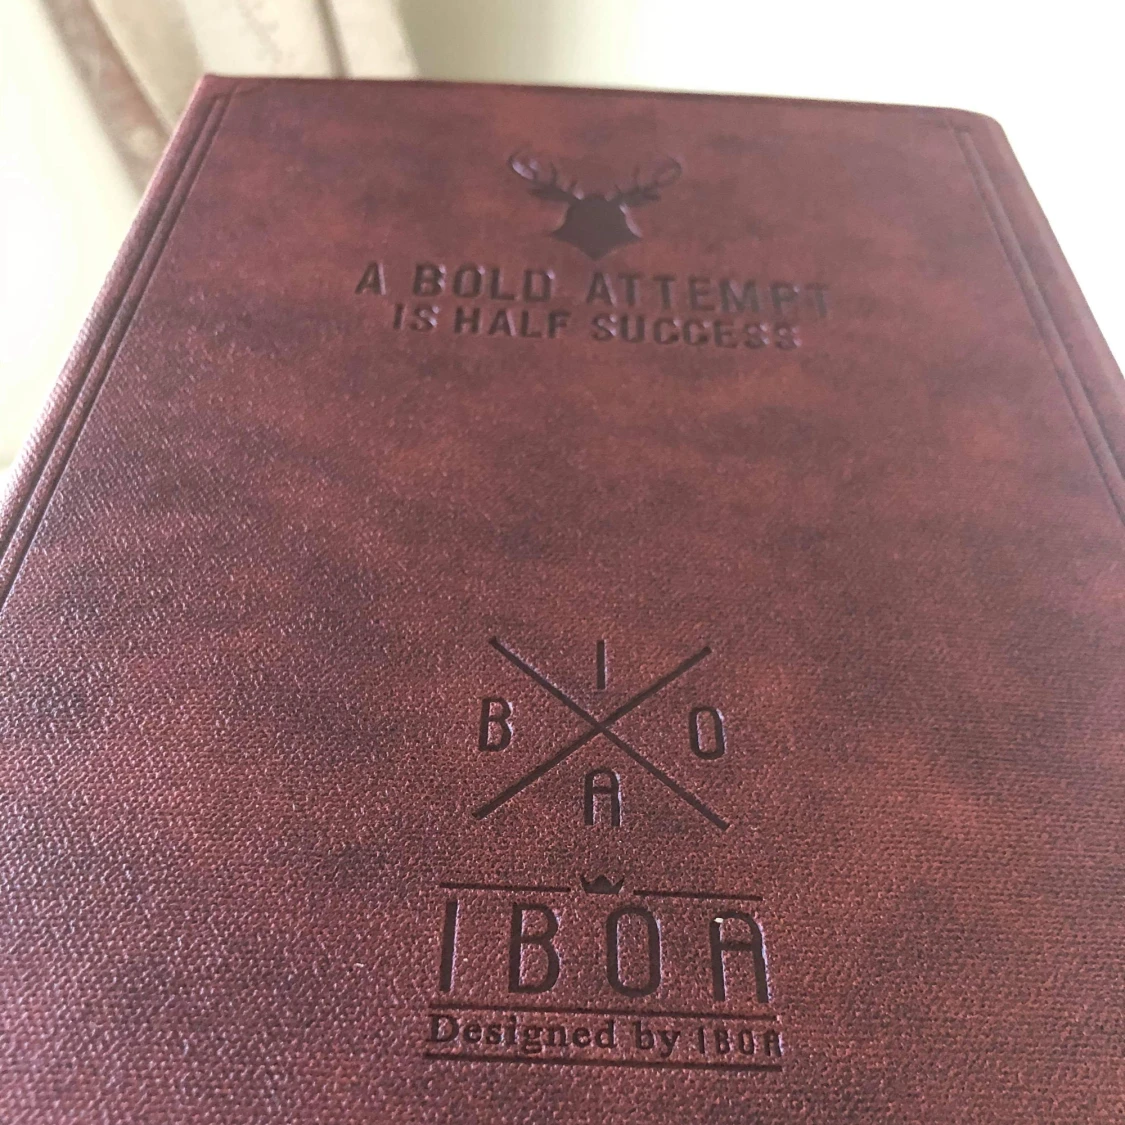 A BOLD ATTEMPT
IS HALF SUCCESS
I
B O
A
IBOA
Designed by IBOA